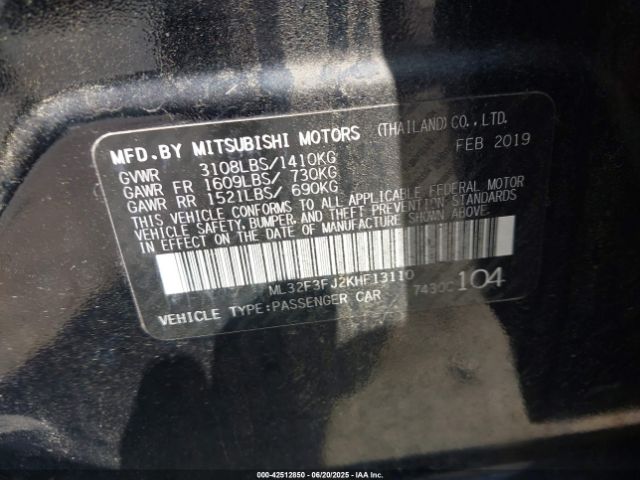 MFD.BY MITSUBISHI MOTORS (THAILAND) CO.,LTD.
FEB 2019
GVWR 3108LBS/1410KG
GAWR FR 1609LBS/ 730KG
GAWR RR 1521LBS/ 690KG
THIS VEHICLE CONFORMS TO ALL APPLICABLE FEDERAL MOTOR
VEHICLE SAFETY, BUMPER, AND THEFT PREVENTION STANDARDS
IN EFFECT ON THE DATE OF MANUFACTURE SHOWN ABOVE.
ML32F3FJ2KHF13110
VEHICLE TYPE:PASSENGER CAR 7430C 104
000-42512850 | 06/20/2025 - IAA Inc.